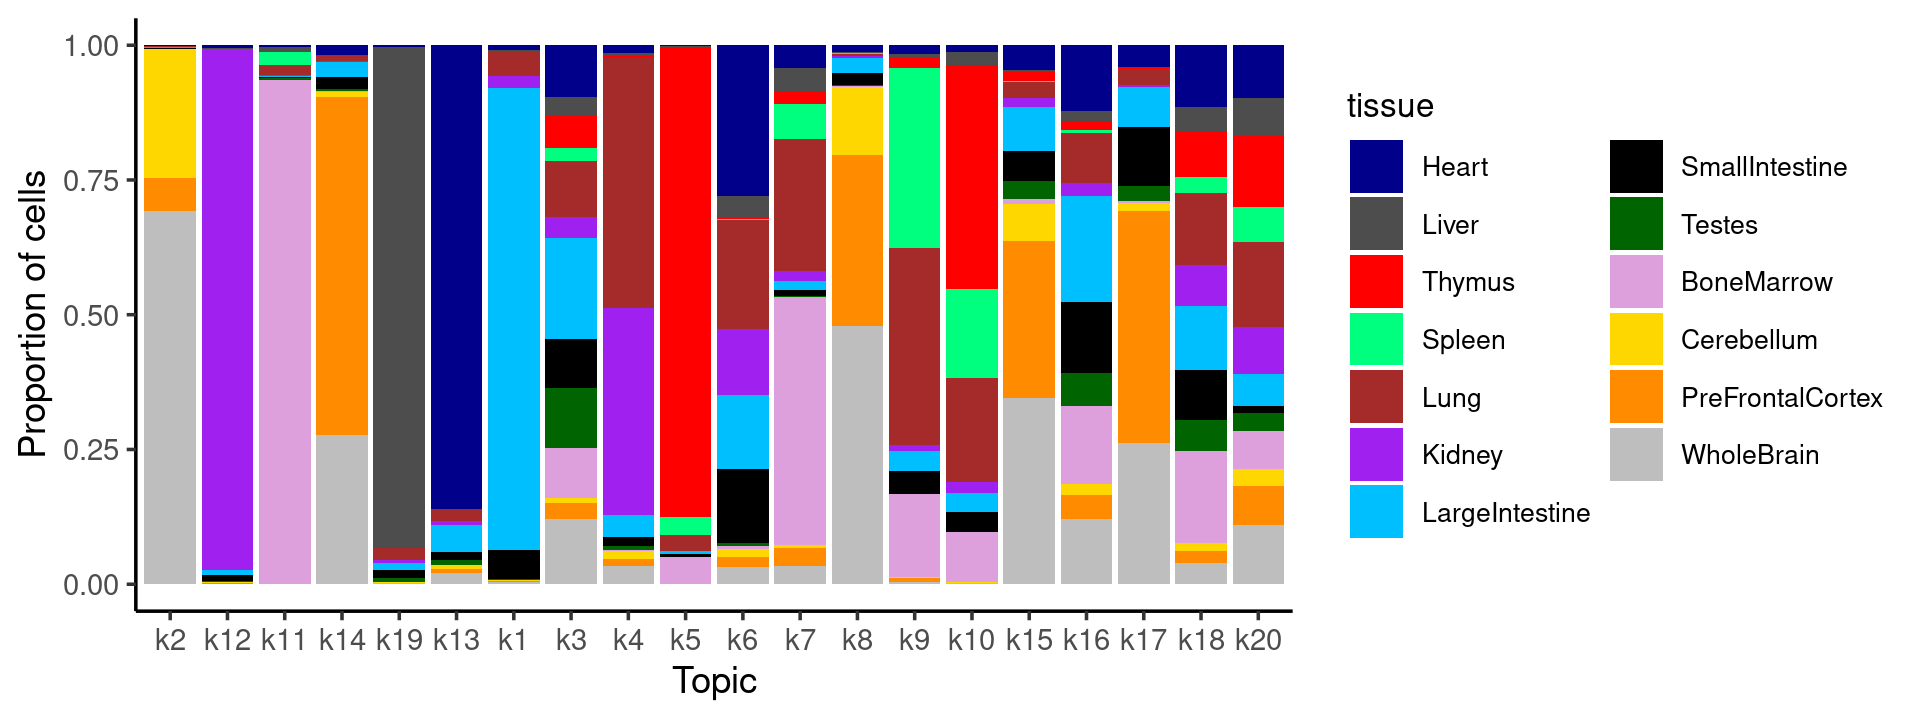 1.00
0.75
0.50
0.25
0.00
Proportion of cells
k2 k12 k11 k14 k19 k13 k1 k3 k4 k5 k6 k7 k8 k9 k10 k15 k16 k17 k18 k20
Topic
tissue
Heart
Liver
Thymus
Spleen
Lung
Kidney
LargeIntestine
SmallIntestine
Testes
BoneMarrow
Cerebellum
PreFrontalCortex
WholeBrain